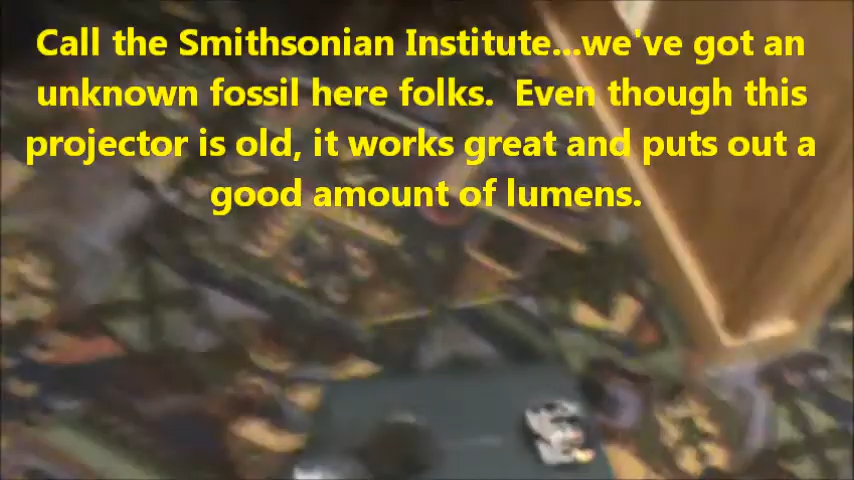 Call the Smithsonian Institute...we've got an
unknown fossil here folks.  Even though this
projector is old, it works great and puts out a
good amount of lumens.